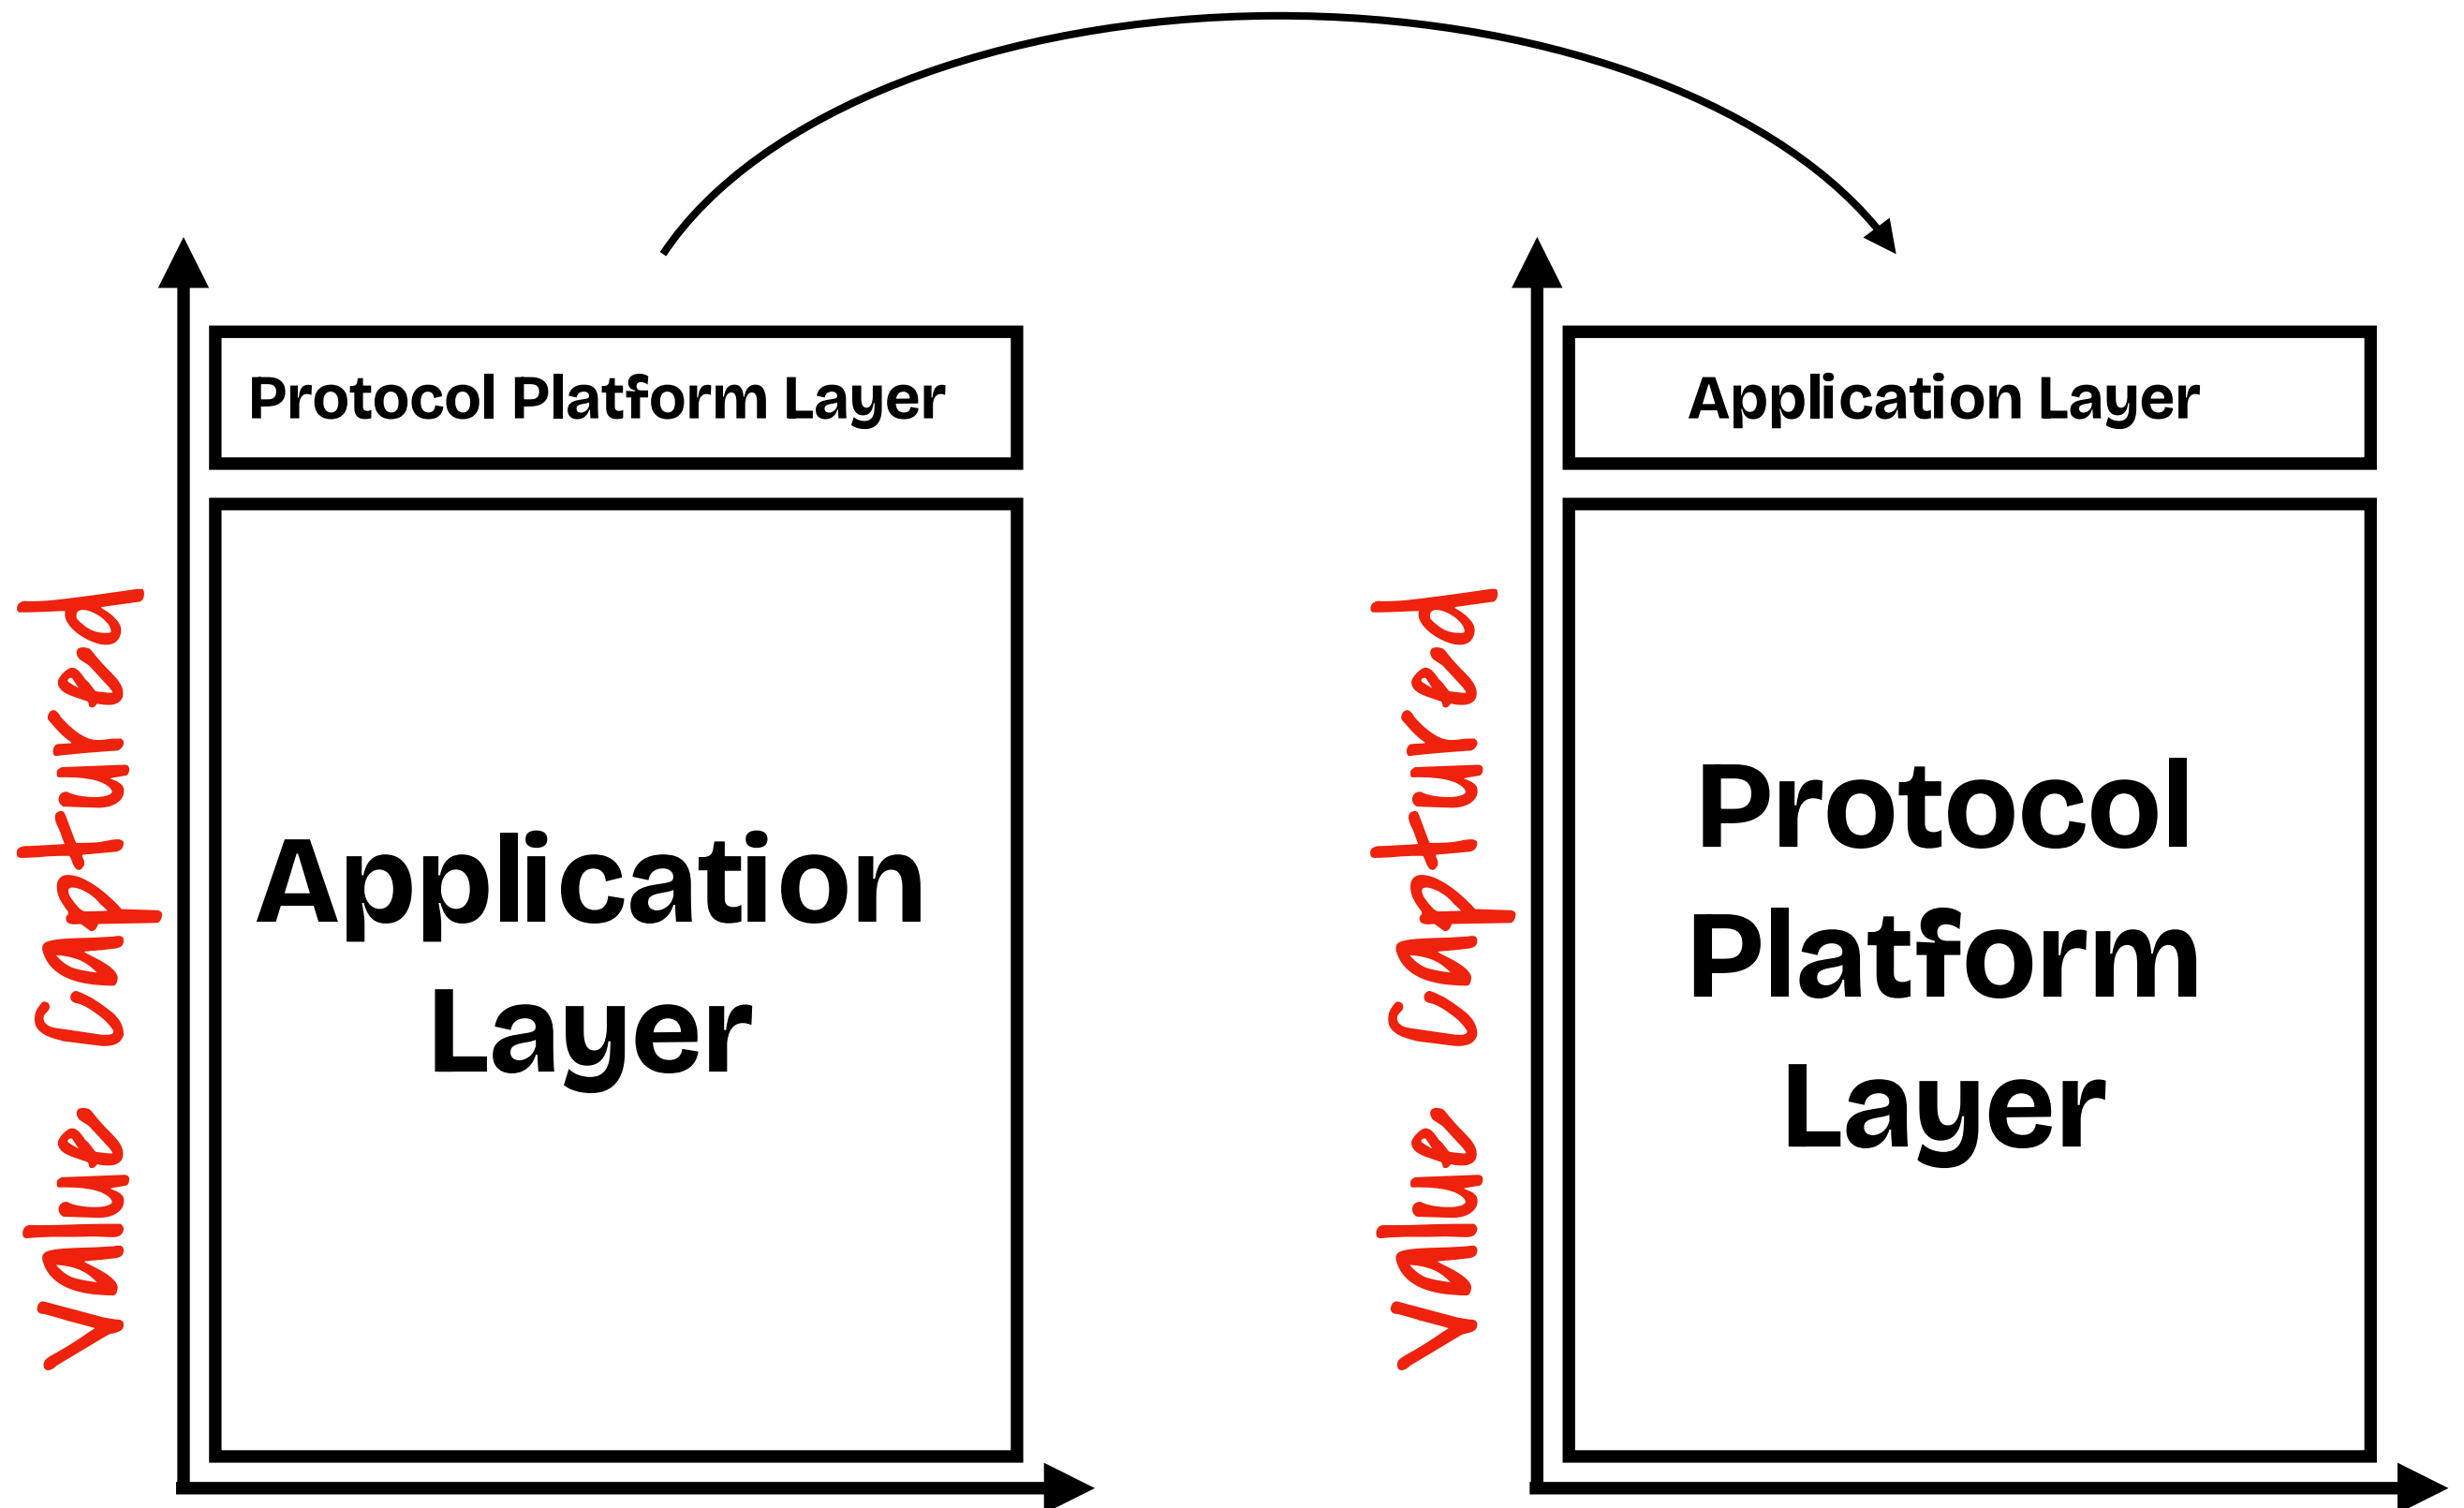 Value Captured
Protocol Platform Layer
Application
Layer
Value Captured
Application Layer
Protocol
Platform
Layer